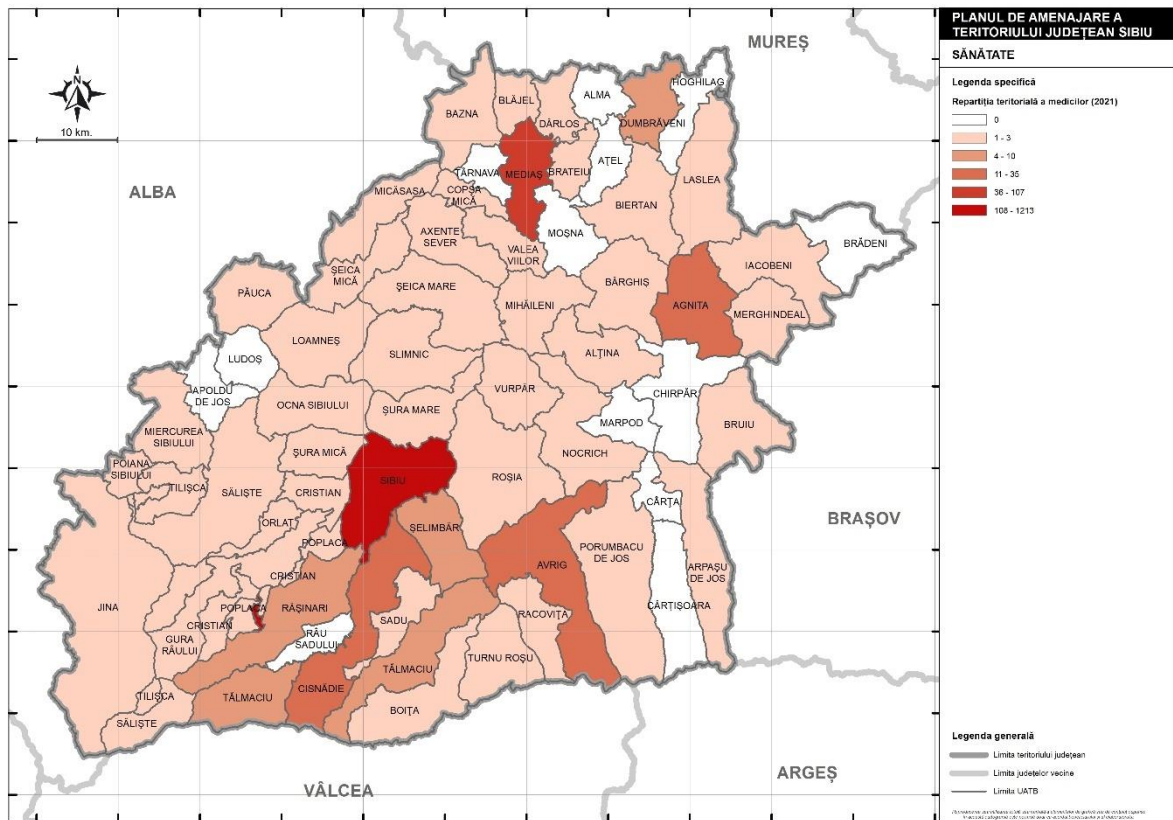 PLANUL DE AMENAJARE A
TERITORIULUI JUDEȚEAN SIBIU
SĂNĂTATE
Legenda specifică
Repartiția teritorială a medicilor (2021)
0
1 - 3
4 - 10
11 - 35
36 - 107
108 - 1213
N
10 km.
MUREȘ
ALBA
BRAȘOV
ARGEȘ
VÂLCEA
HOGHILAG
ALMA
BLĂJEL
BAZNA
DÂRLOS
DUMBRĂVENI
AȚEL
TÂRNAVA
MEDIAȘ
BRATEIU
LASLEA
MICĂSASA
COPȘA
MICĂ
BIERTAN
AXENTE
SEVER
MOȘNA
BRĂDENI
VALEA
VIILOR
IACOBENI
ȘEICA
MICĂ
BÂRGHIȘ
ȘEICA MARE
PĂUCA
MIHĂILENI
AGNITA
MERGHINDEAL
LOAMNEȘ
SLIMNIC
ALȚINA
LUDOȘ
APOLDU
DE JOS
VURPĂR
CHIRPĂR
OCNA SIBIULUI
ȘURA MARE
MARPOD
BRUIU
MIERCUREA
SIBIULUI
ȘURA MICĂ
NOCRICH
POIANA
SIBIULUI
TILIȘCA
SĂLIȘTE
CRISTIAN
SIBIU
ROȘIA
CÂRȚA
ORLAT
ȘELIMBĂR
POPLACA
PORUMBACU
DE JOS
ARPAȘU
DE JOS
AVRIG
CRISTIAN
JINA
POPLACA
RĂȘINARI
CÂRȚIȘOARA
RACOVIȚA
CRISTIAN
SADU
GURA
RÂULUI
RÂU
SADULUI
TURNU ROȘU
TĂLMACIU
CISNĂDIE
TILIȘCA
TĂLMACIU
BOIȚA
SĂLIȘTE
Legenda generală
Limita teritoriului județean
Limita județelor vecine
Limita UATB